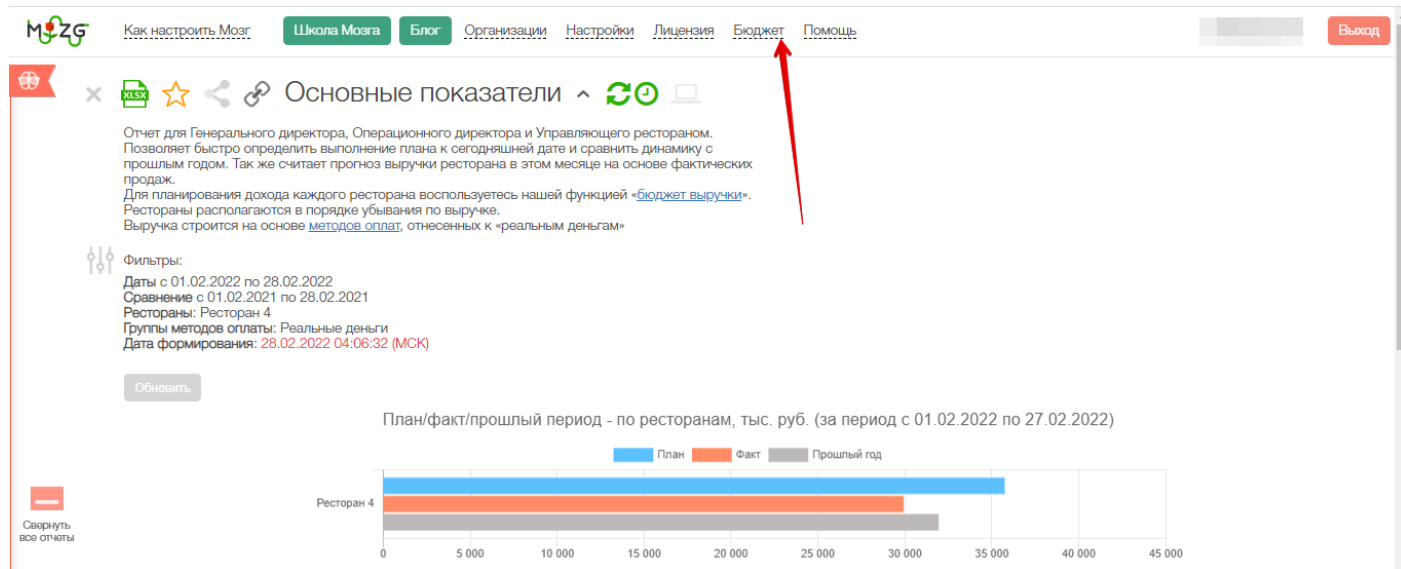 MOZG Как настроить Мозг Школа Мозга Блог Организации Настройки Лицензия Бюджет Помощь Выход
XLSX Основные показатели
Отчет для Генерального директора, Операционного директора и Управляющего рестораном.
Позволяет быстро определить выполнение плана к сегодняшней дате и сравнить динамику с
прошлым годом. Так же считает прогноз выручки ресторана в этом месяце на основе фактических
продаж.
Для планирования дохода каждого ресторана воспользуетесь нашей функцией «бюджет выручки».
Рестораны располагаются в порядке убывания по выручке.
Выручка строится на основе методов оплат, отнесенных к «реальным деньгам»
Фильтры:
Даты с 01.02.2022 по 28.02.2022
Сравнение с 01.02.2021 по 28.02.2021
Рестораны: Ресторан 4
Группы методов оплаты: Реальные деньги
Дата формирования: 28.02.2022 04:06:32 (МСК)
Обновить
План/факт/прошлый период - по ресторанам, тыс. руб. (за период с 01.02.2022 по 27.02.2022)
План Факт Прошлый год
Ресторан 4
0 5 000 10 000 15 000 20 000 25 000 30 000 35 000 40 000 45 000
Свернуть
все отчеты